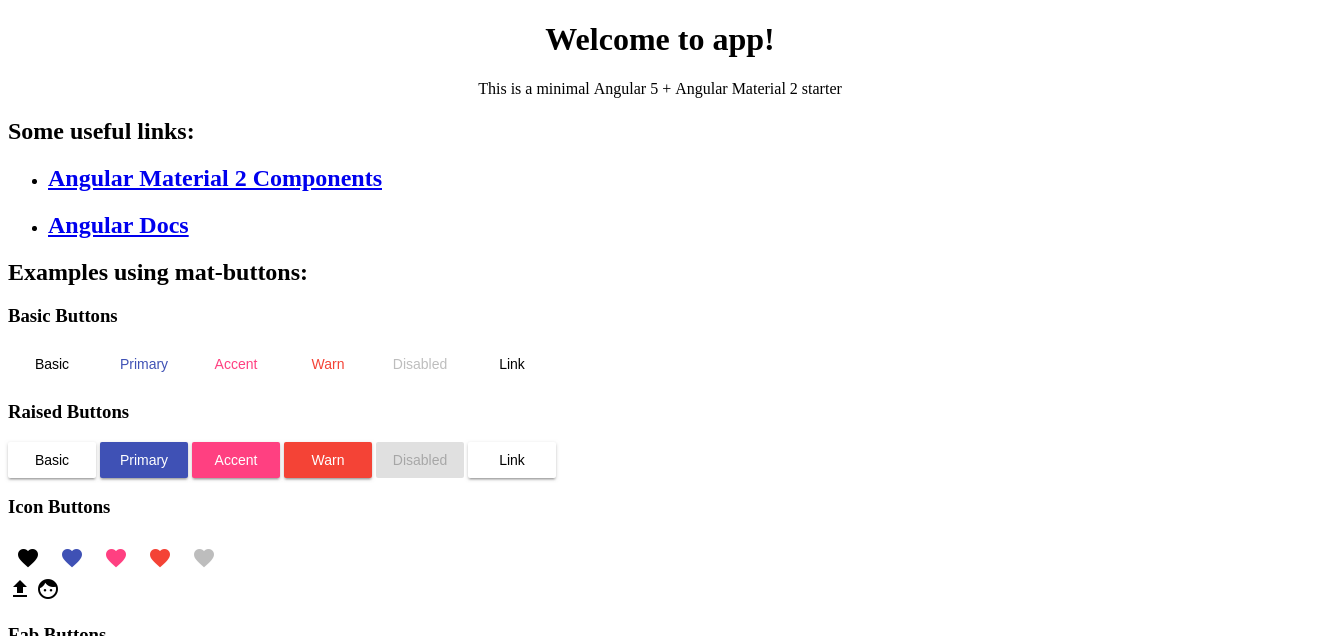 Welcome to app!
This is a minimal Angular 5 + Angular Material 2 starter
Some useful links:
Angular Material 2 Components
Angular Docs
Examples using mat-buttons:
Basic Buttons
Basic Primary Accent Warn Disabled Link
Raised Buttons
Basic Primary Accent Warn Disabled Link
Icon Buttons
Fab Buttons